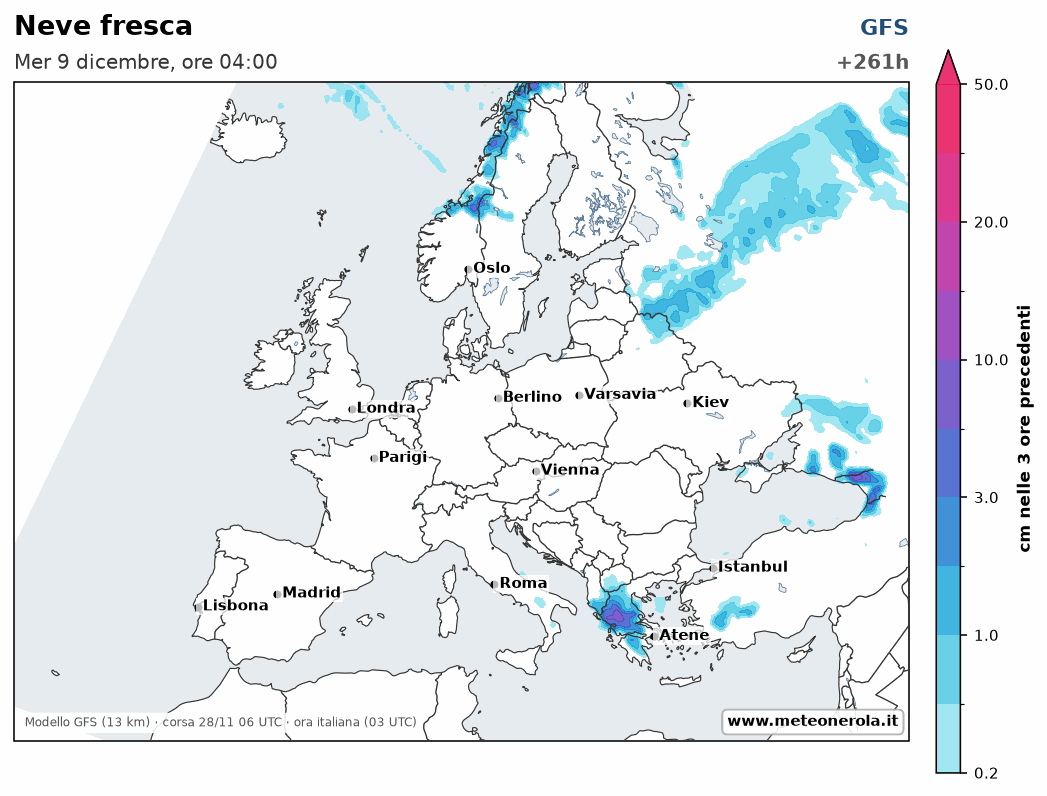 Neve fresca
GFS
Mer 9 dicembre, ore 04:00
+261h
50.0
20.0
10.0
3.0
1.0
0.2
cm nelle 3 ore precedenti
Oslo
Berlino
Varsavia
Kiev
Londra
Parigi
Vienna
Istanbul
Roma
Madrid
Lisbona
Atene
Modello GFS (13 km) · corsa 28/11 06 UTC · ora italiana (03 UTC)
www.meteonerola.it